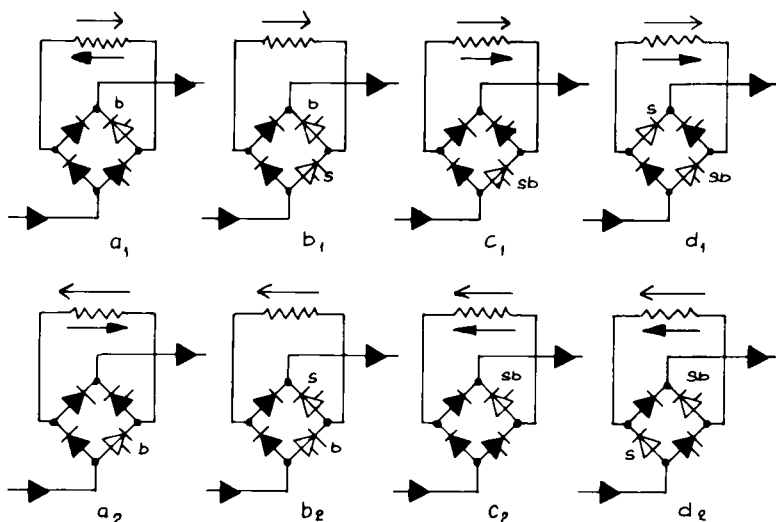 b b s
s sb sb
a₁ b₁ c₁ d₁
s sb sb
b b s
a₂ b₂ c₂ d₂